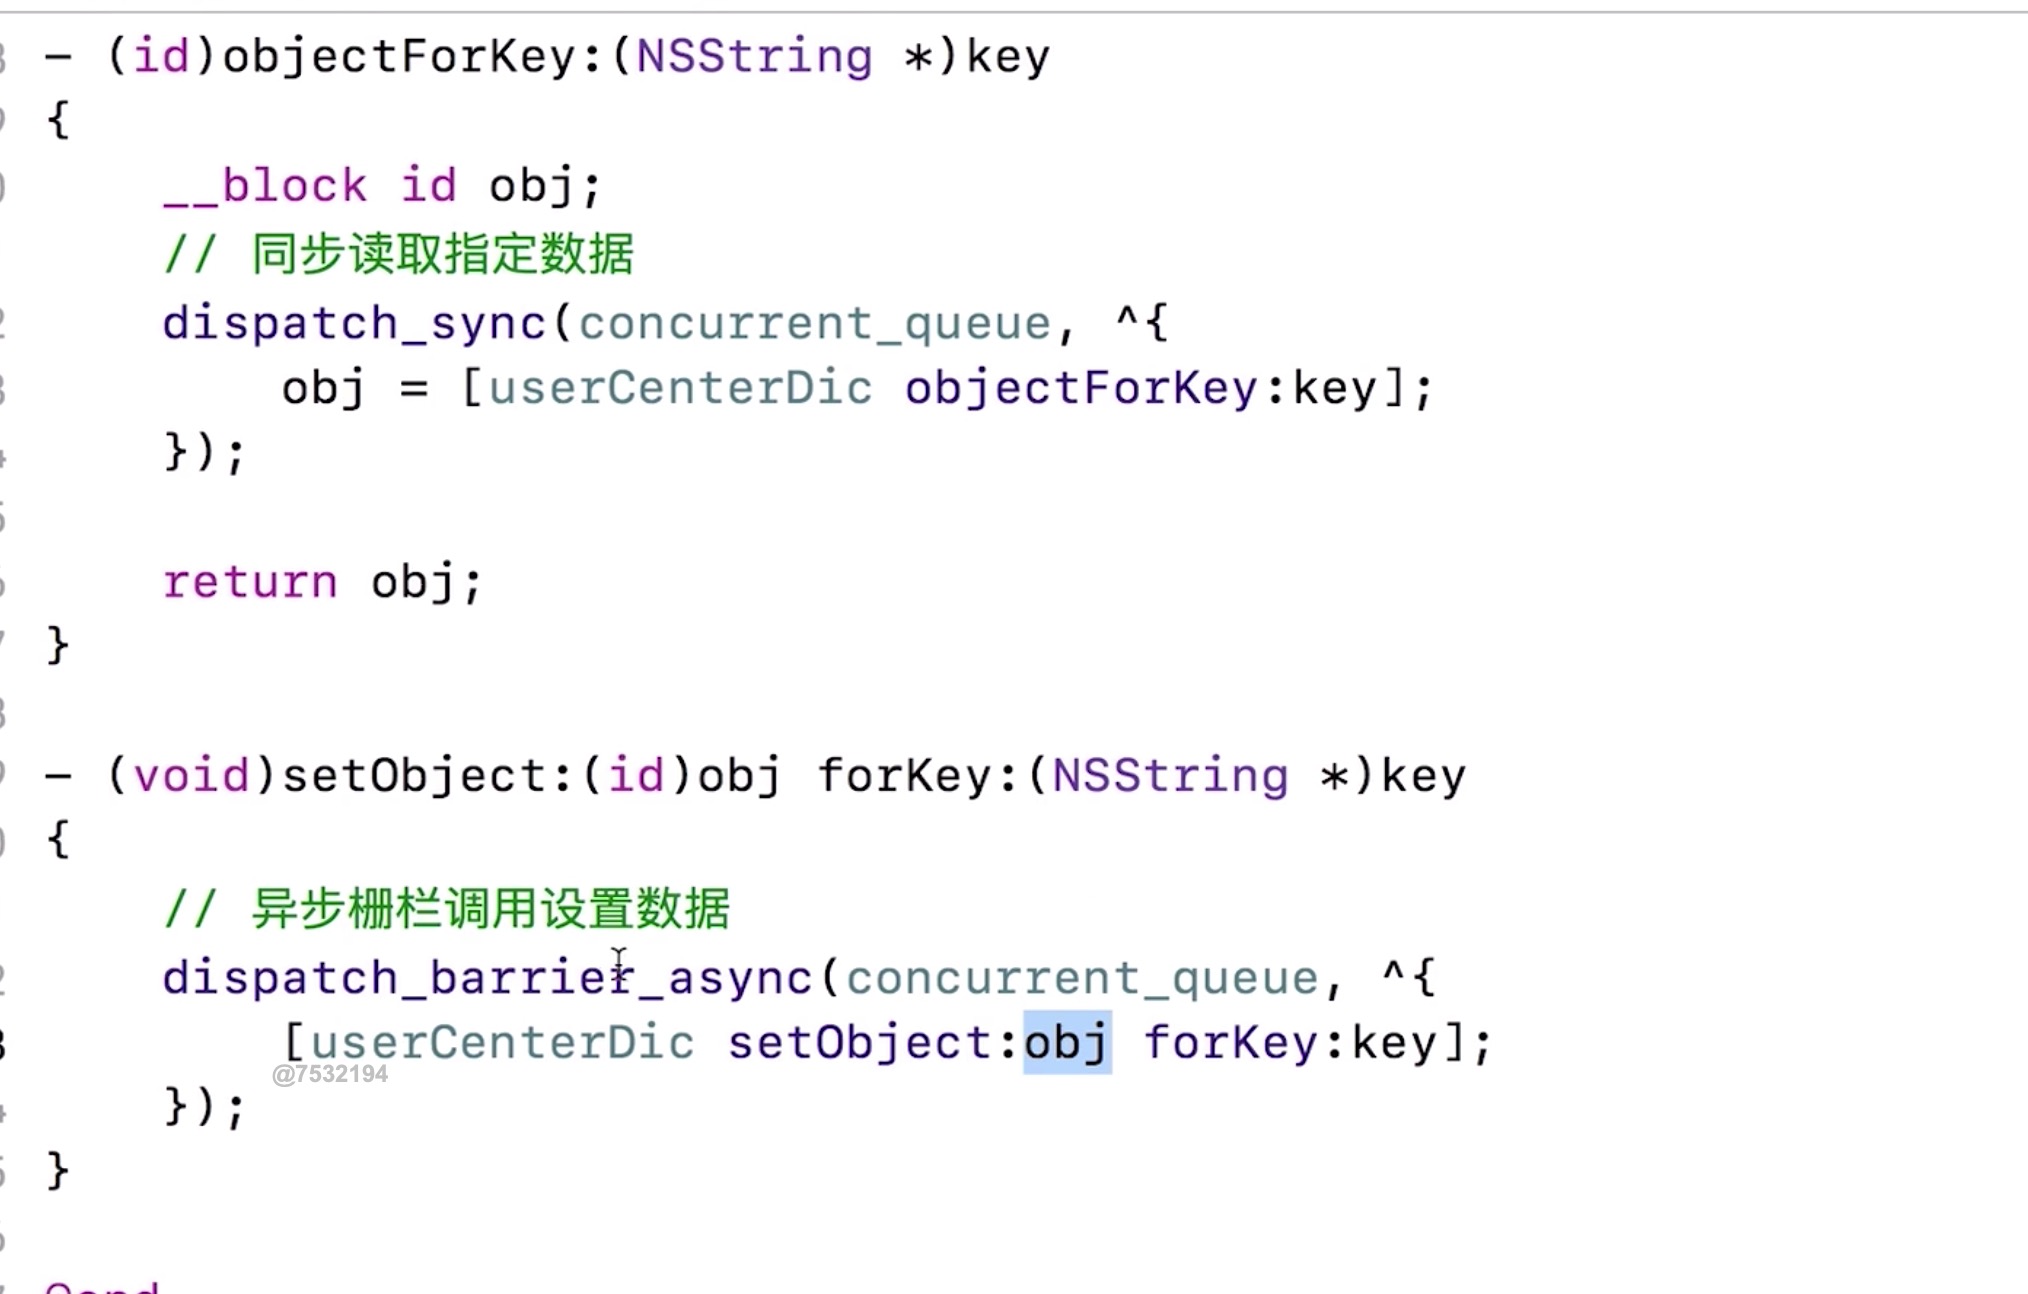 - (id)objectForKey:(NSString *)key
{
__block id obj;
// 同步读取指定数据
dispatch_sync(concurrent_queue, ^{
obj = [userCenterDic objectForKey:key];
});
return obj;
}
- (void)setObject:(id)obj forKey:(NSString *)key
{
// 异步栅栏调用设置数据
dispatch_barrier_async(concurrent_queue, ^{
[userCenterDic setObject:obj forKey:key];
@7532194
});
}